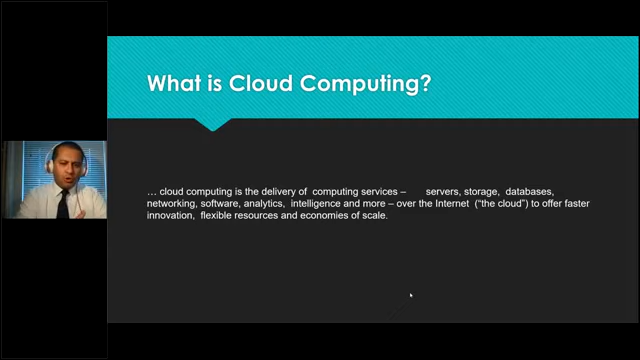 What is Cloud Computing?
… cloud computing is the delivery of computing services – servers, storage, databases,
networking, software, analytics, intelligence and more – over the Internet (“the cloud”) to offer faster
innovation, flexible resources and economies of scale.